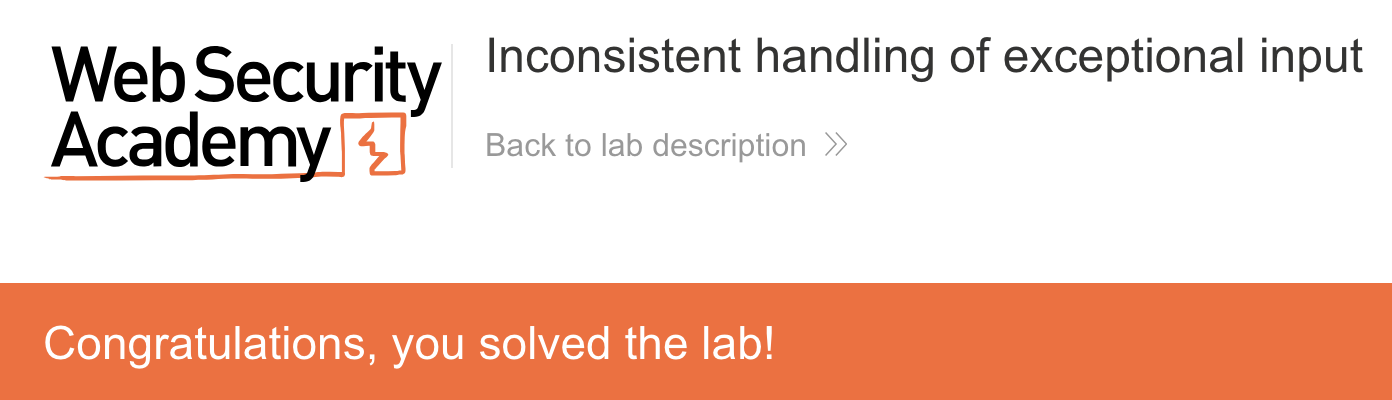 Web Security
Academy
Inconsistent handling of exceptional input
Back to lab description
Congratulations, you solved the lab!